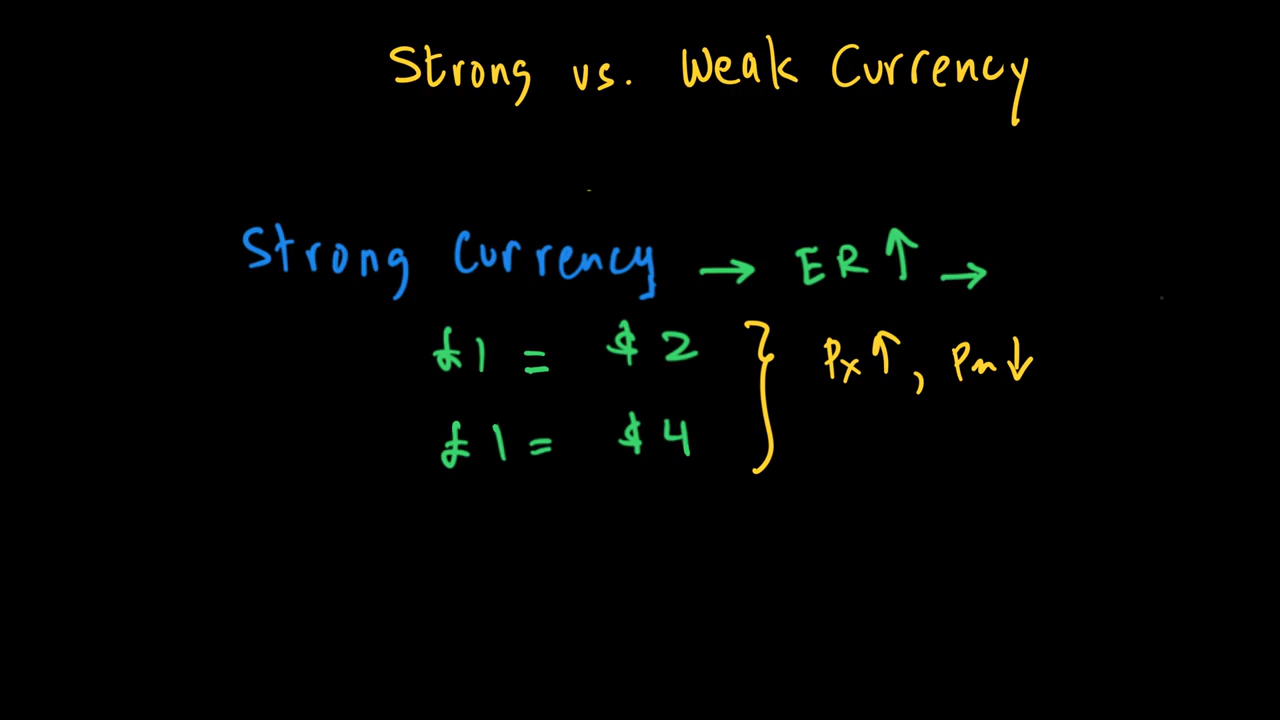 Strong vs. Weak Currency
Strong Currency → ER ↑ →
£1 = $2
£1 = $4
Px ↑, Pm ↓